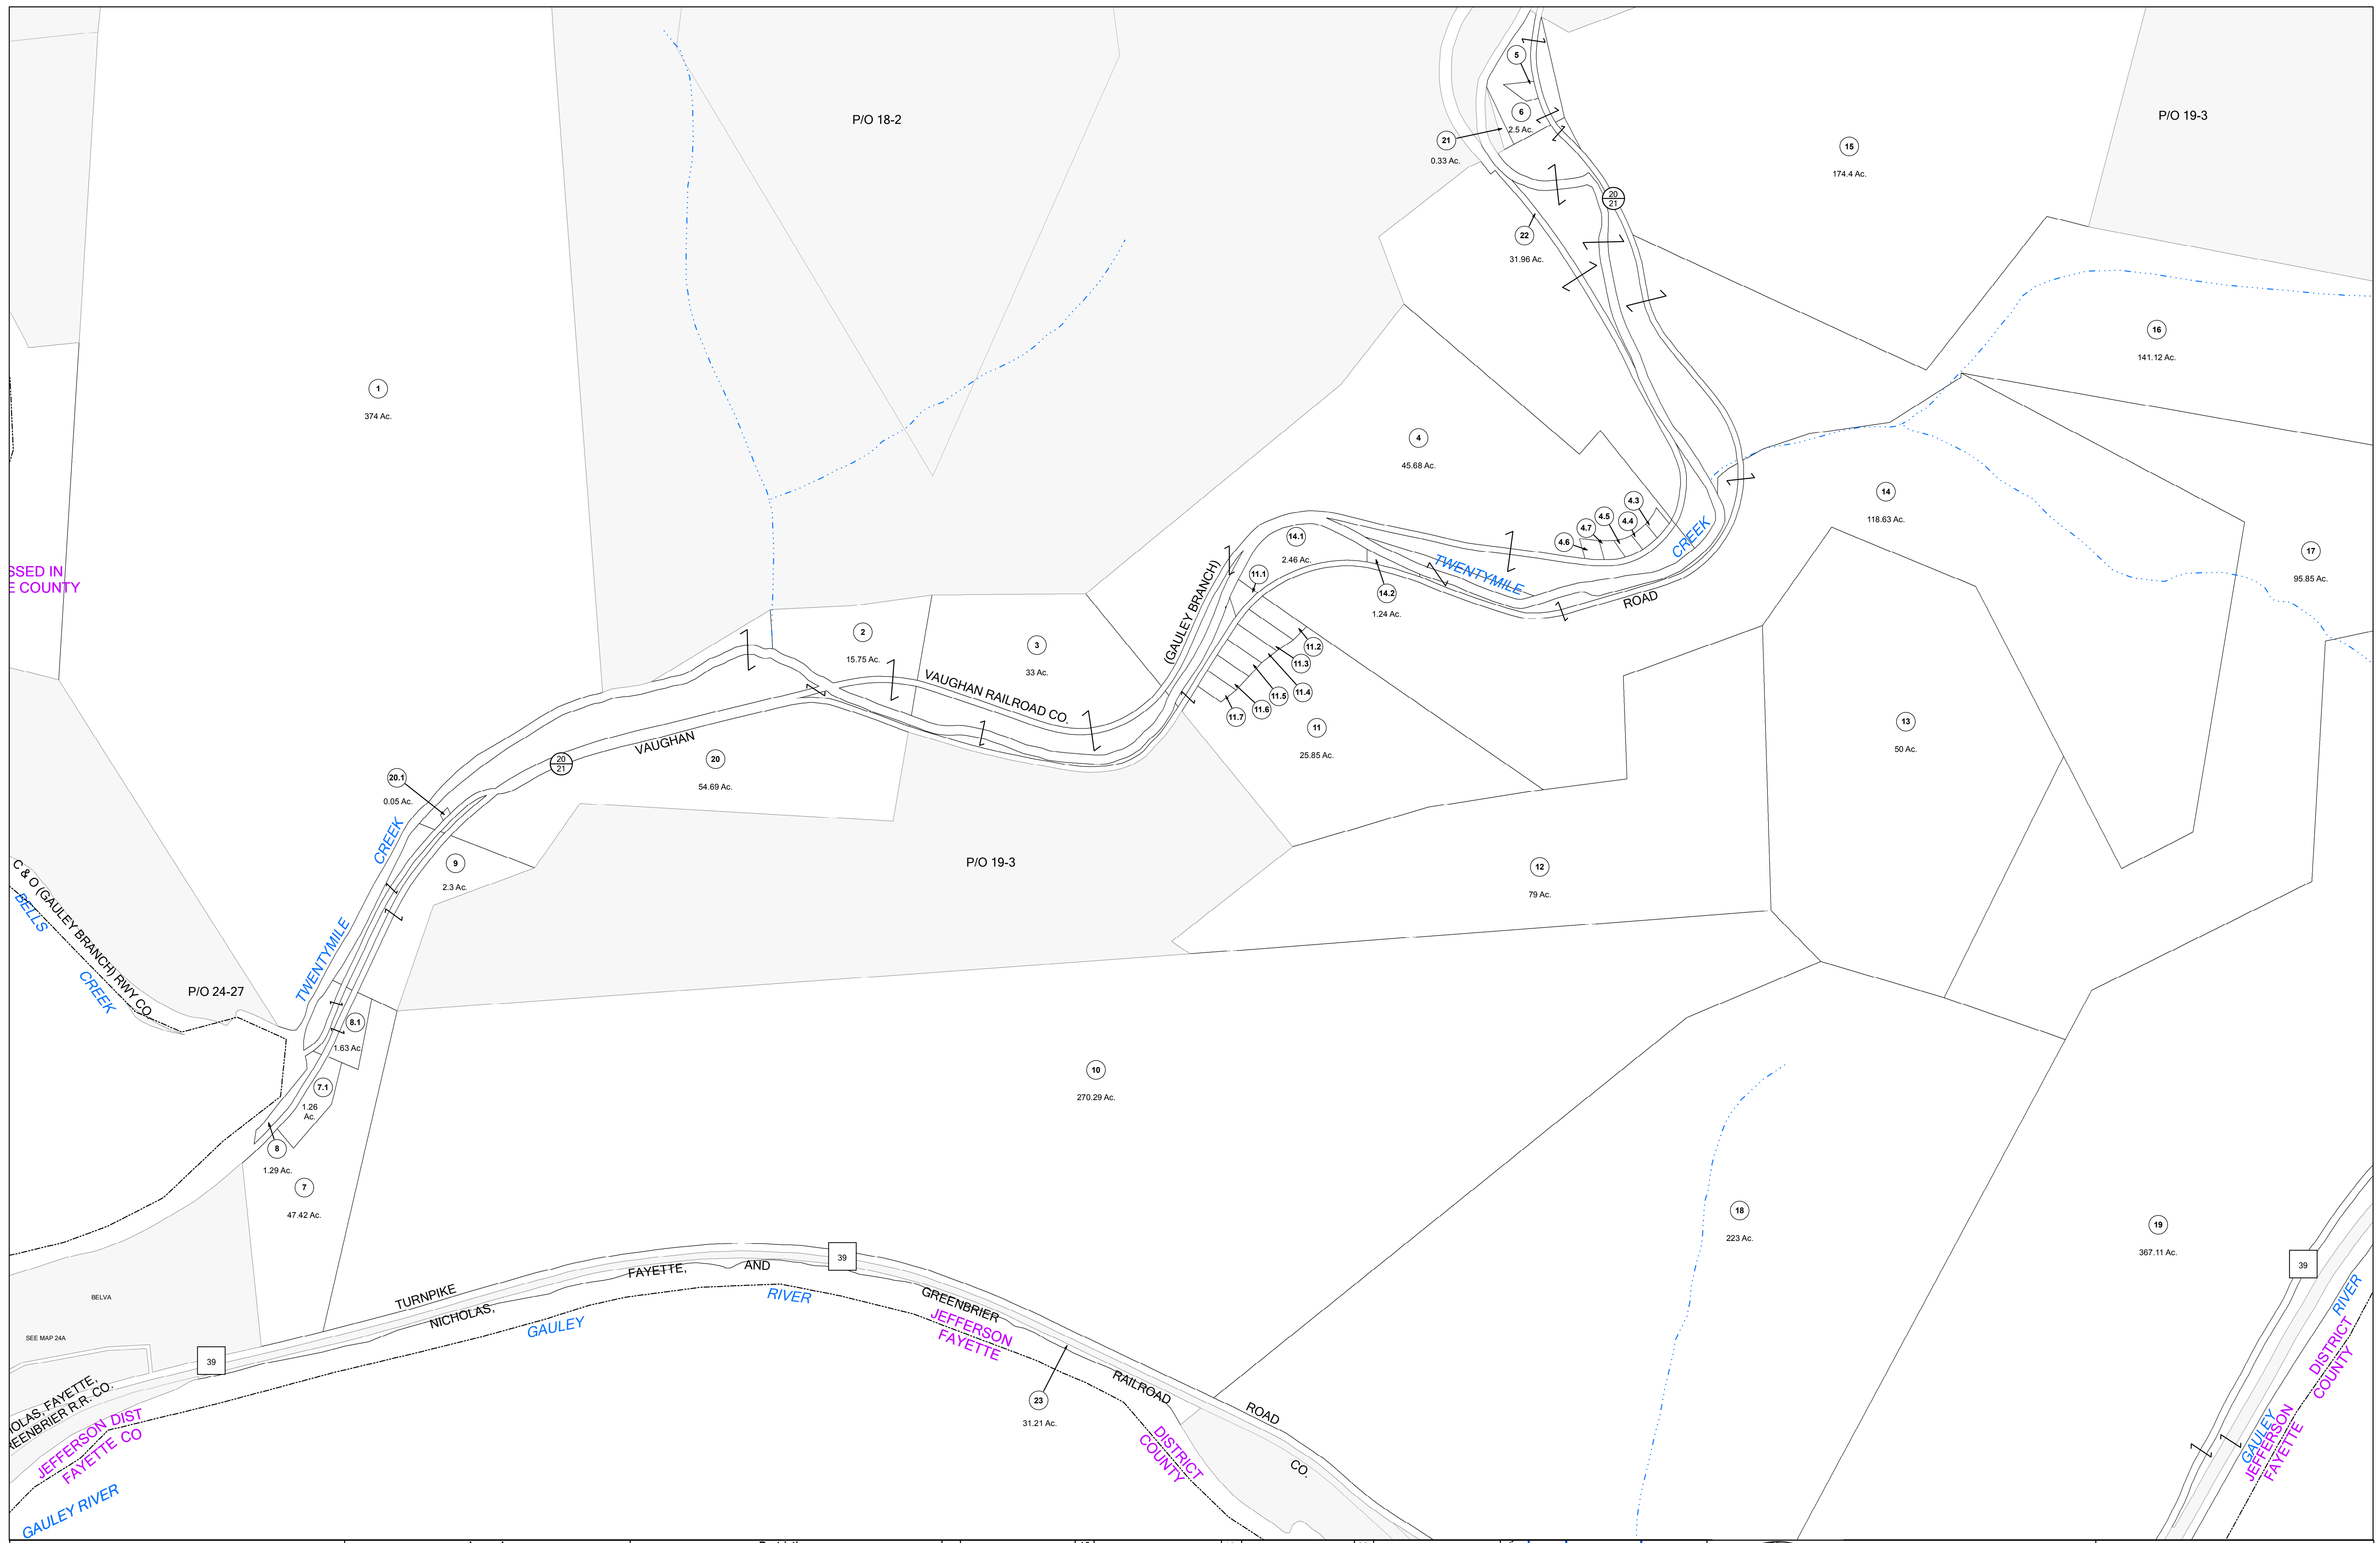 5
P/O 18-2
6
2.5 Ac.
P/O 19-3
21
0.33 Ac.
15
174.4 Ac.
20
21
22
31.96 Ac.
16
141.12 Ac.
1
374 Ac.
4
45.68 Ac.
14
118.63 Ac.
4.3
4.5
4.4
4.7
4.6
CREEK
14.1
2.46 Ac.
17
95.85 Ac.
SSED IN
E COUNTY
11.1
TWENTYMILE
14.2
1.24 Ac.
ROAD
(GAULEY BRANCH)
2
15.75 Ac.
3
33 Ac.
11.2
11.3
11.4
11.5
11.6
11.7
VAUGHAN RAILROAD CO.
11
25.85 Ac.
13
50 Ac.
VAUGHAN
20
54.69 Ac.
20
21
20.1
0.05 Ac.
CREEK
9
2.3 Ac.
P/O 19-3
12
79 Ac.
C & O (GAULEY BRANCH) RWY CO.
BELLS
CREEK
TWENTYMILE
P/O 24-27
8.1
1.63 Ac.
10
270.29 Ac.
7.1
1.26
Ac.
8
1.29 Ac.
7
47.42 Ac.
18
223 Ac.
19
367.11 Ac.
39
39
BELVA
SEE MAP 24A
39
TURNPIKE
NICHOLAS,
FAYETTE,
AND
GREENBRIER
RAILROAD
ROAD
CO.
GAULEY
RIVER
JEFFERSON
FAYETTE
DISTRICT
COUNTY
23
31.21 Ac.
OLAS, FAYETTE,
EENBRIER R.R. CO.
JEFFERSON DIST
FAYETTE CO
GAULEY RIVER
RIVER
GAULEY
DISTRICT
COUNTY
JEFFERSON
FAYETTE